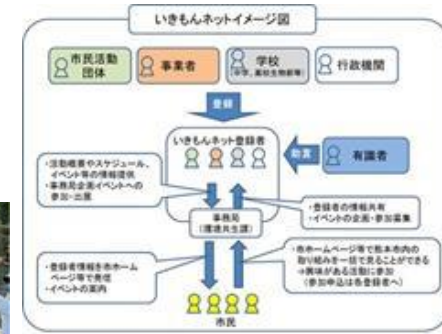 いきもんネットイメージ図
市民活動
団体
事業者
学校
(中学、高校生物部等)
行政機関
登録
いきもんネット登録者
助言
有識者
・活動概要やスケジュール、
イベント等の情報提供
・事務局企画イベントへの
参加・出展
・登録者の情報共有
・イベントの企画・参加募集
事務局
(環境共生課)
・登録者情報を市ホーム
ページ等で発信
・イベントの案内
・市ホームページ等で熊本市内の
取り組みを一括で見ることができる
⇒興味がある活動に参加
(参加申込は各登録者へ)
市民